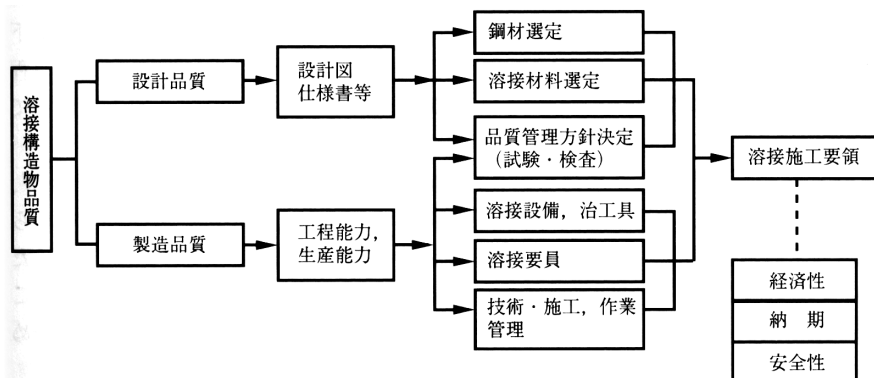 溶接構造物品質
設計品質
設計図
仕様書等
鋼材選定
溶接材料選定
品質管理方針決定
(試験・検査)
製造品質
工程能力,
生産能力
溶接設備,治工具
溶接要員
技術・施工,作業
管理
溶接施工要領
経済性
納 期
安全性